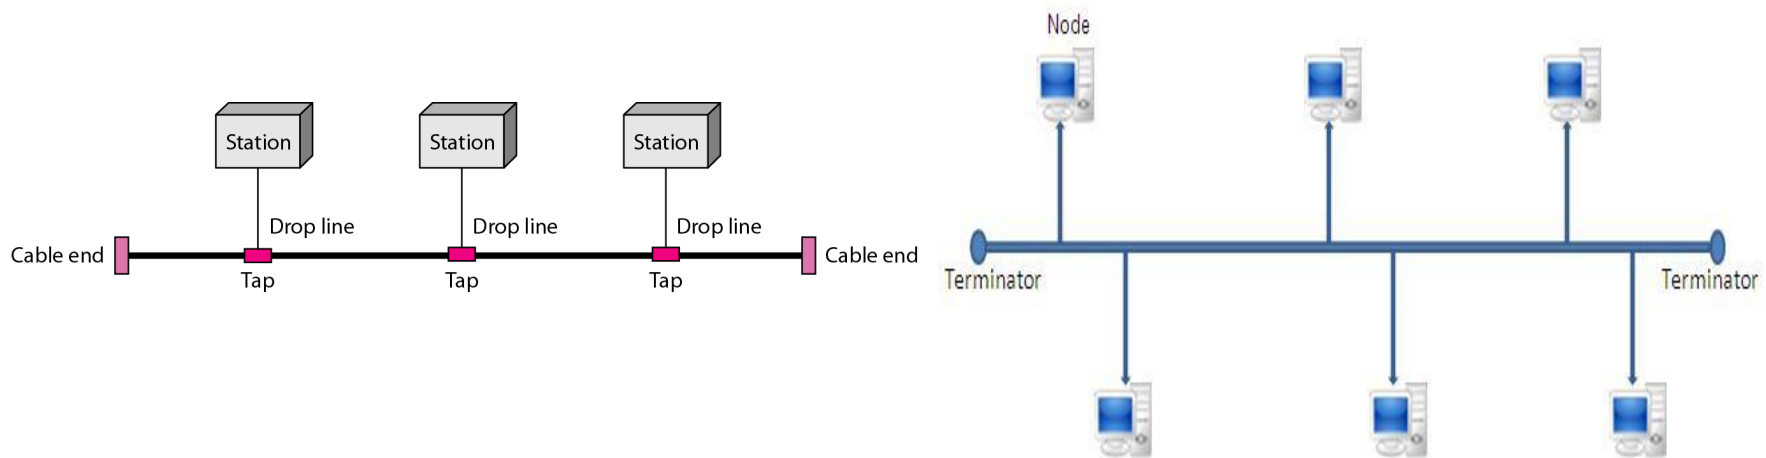 Station
Station
Station
Drop line
Drop line
Drop line
Cable end
Cable end
Tap
Tap
Tap
Node
Terminator
Terminator